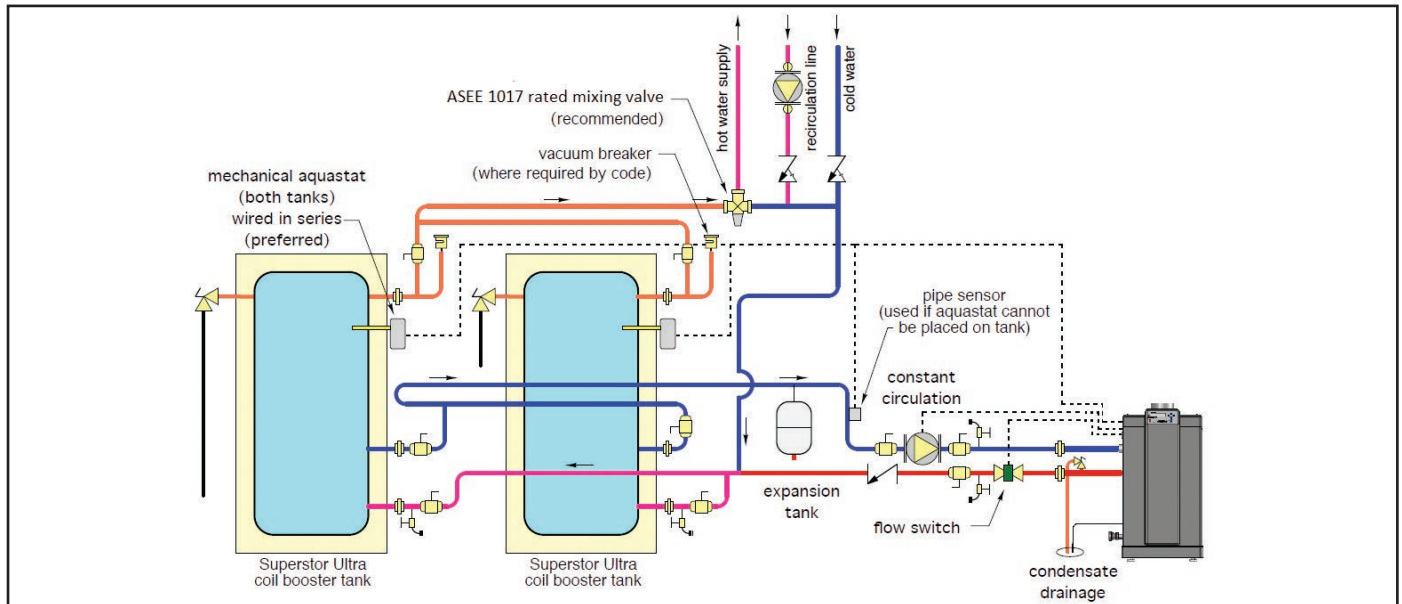 hot water supply
recirculation line
cold water
ASEE 1017 rated mixing valve
(recommended)
vacuum breaker
(where required by code)
mechanical aquastat
(both tanks)
wired in series
(preferred)
pipe sensor
(used if aquastat cannot
be placed on tank)
constant
circulation
expansion
tank
flow switch
condensate
drainage
Superstor Ultra
coil booster tank
Superstor Ultra
coil booster tank